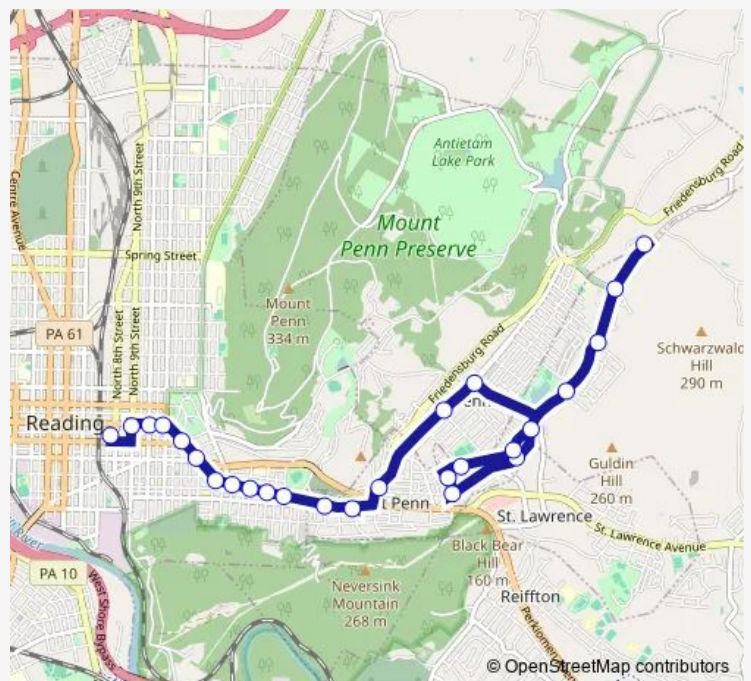 Antietam
Lake Park
Friedensburg Road
North 9th Street
Centre Avenue
Mount
Penn Preserve
Spring Street
Mount
Penn
334 m
PA 61
North 8th Street
North 9th Street
Friedensburg Road
Schwarzwald
Hill
290 m
Reading
Guldin
Hill
260 m
t Penn
St. Lawrence
St. Lawrence Avenue
Black Bear
Hill
160 m
PA 10
West Shore Bypass
Neversink
Mountain
268 m
Reiffton
Perkiomen
© OpenStreetMap contributors